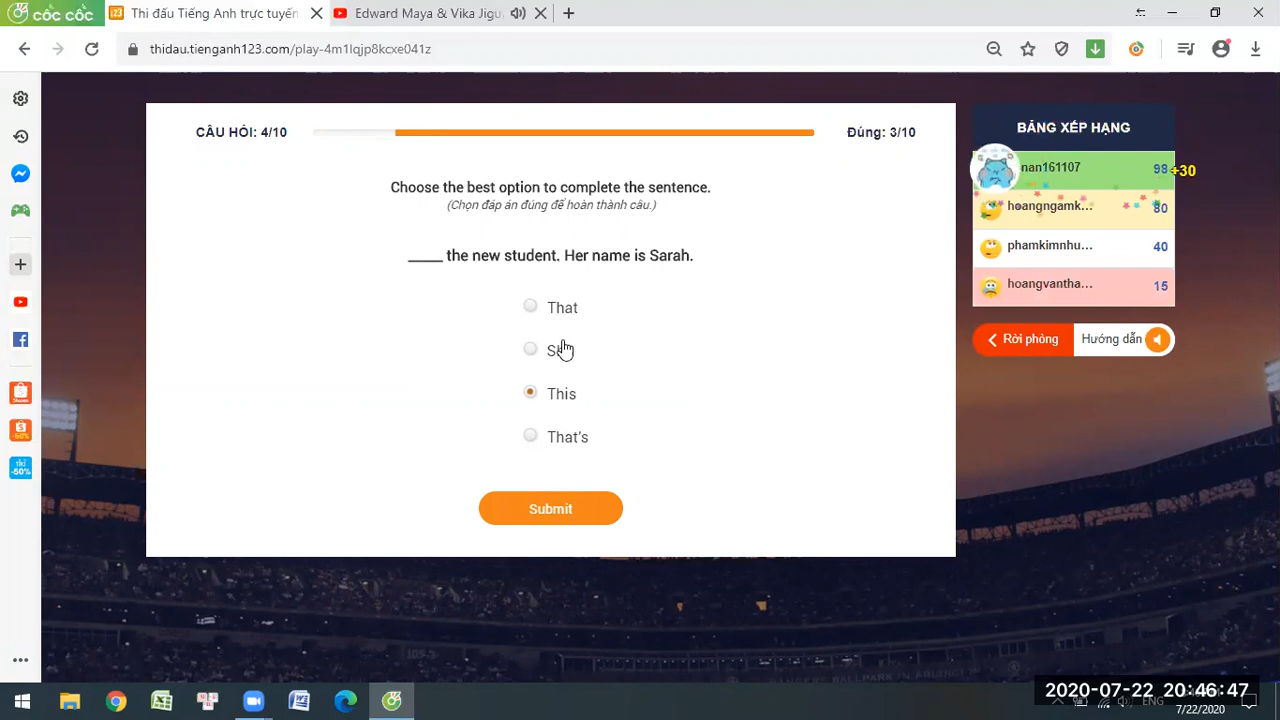 cốc cốc
Thi đấu Tiếng Anh trực tuyến
Edward Maya & Vika Jigu
thidau.tienganh123.com/play-4m1lqjp8kcxe041z
CÂU HỎI: 4/10
Đúng: 3/10
Choose the best option to complete the sentence.
(Chọn đáp án đúng để hoàn thành câu.)
_____ the new student. Her name is Sarah.
That
This
That's
Submit
BẢNG XẾP HẠNG
nan161107 98 +30
hoangngamk... 80
phamkimnhu... 40
hoangvantha... 15
Rời phòng
Hướng dẫn
-50%
-50%
2020-07-22 20:46:47
ENG
7/22/2020